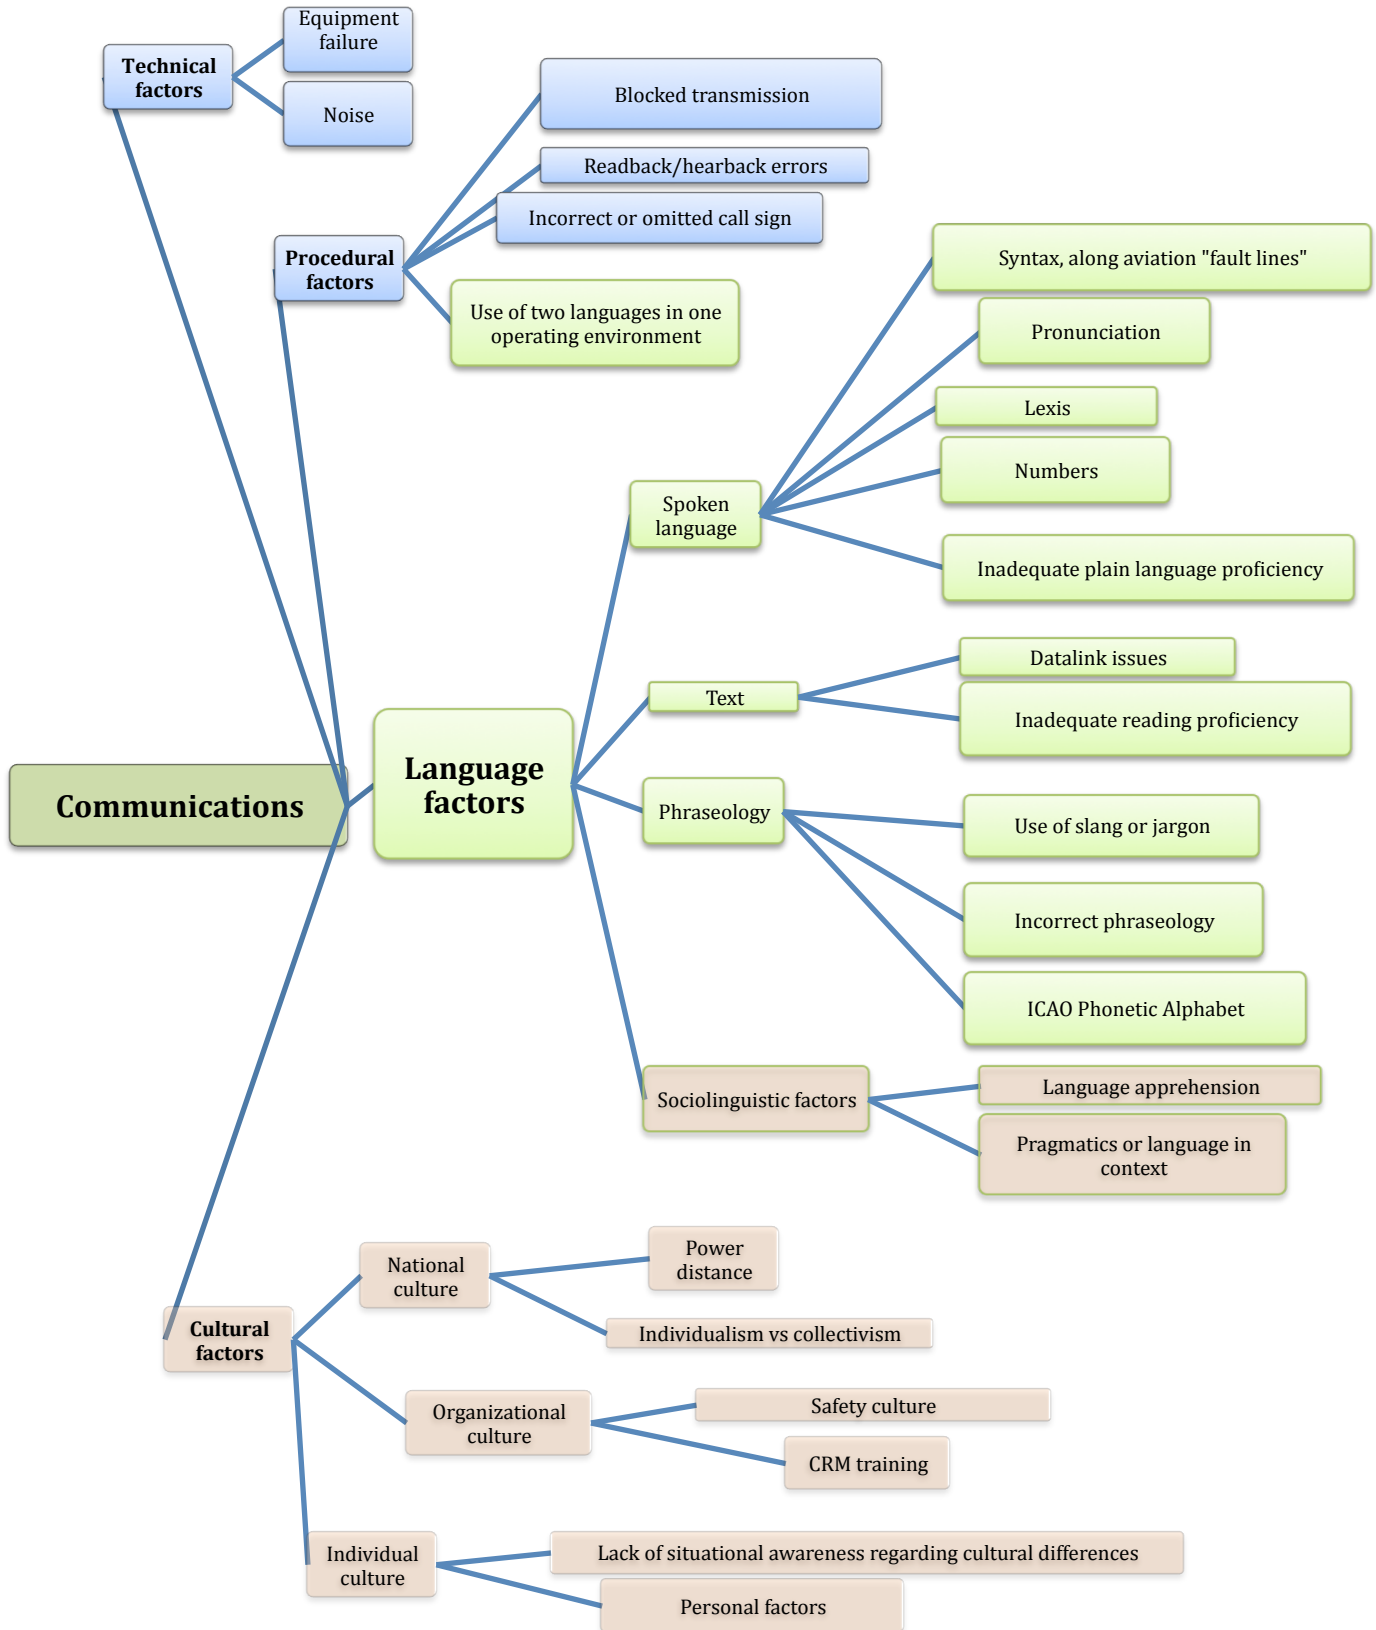 Equipment
failure
Technical
factors
Noise
Blocked transmission
Readback/hearback errors
Incorrect or omitted call sign
Procedural
factors
Use of two languages in one
operating environment
Syntax, along aviation "fault lines"
Pronunciation
Lexis
Numbers
Spoken
language
Inadequate plain language proficiency
Datalink issues
Text
Inadequate reading proficiency
Language
factors
Communications
Phraseology
Use of slang or jargon
Incorrect phraseology
ICAO Phonetic Alphabet
Sociolinguistic factors
Language apprehension
Pragmatics or language in
context
National
culture
Power
distance
Individualism vs collectivism
Cultural
factors
Organizational
culture
Safety culture
CRM training
Individual
culture
Lack of situational awareness regarding cultural differences
Personal factors